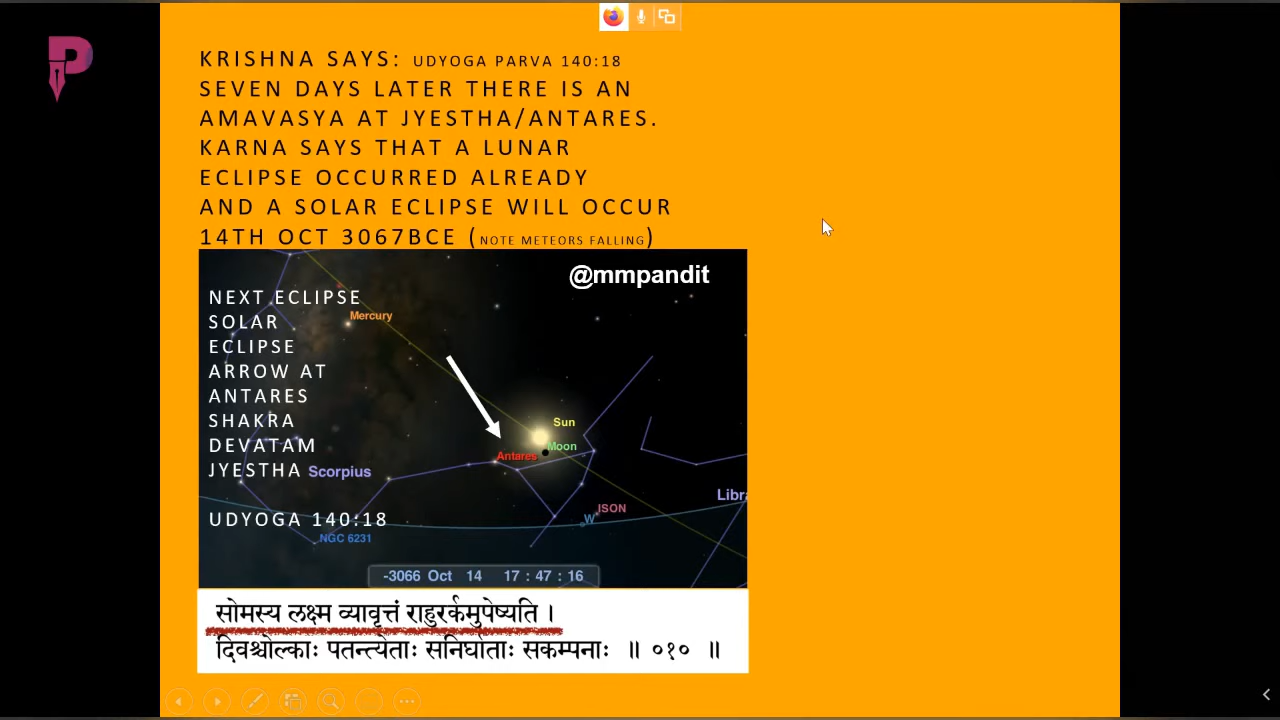 KRISHNA SAYS: UDYOGA PARVA 140:18
SEVEN DAYS LATER THERE IS AN
AMAVASYA AT JYESTHA/ANTARES.
KARNA SAYS THAT A LUNAR
ECLIPSE OCCURRED ALREADY
AND A SOLAR ECLIPSE WILL OCCUR
14TH OCT 3067BCE (NOTE METEORS FALLING)
@mmpandit
NEXT ECLIPSE
SOLAR
ECLIPSE
ARROW AT
ANTARES
SHAKRA
DEVATAM
JYESTHA
UDYOGA 140:18
Mercury
Sun
Moon
Antares
Scorpius
Libra
ISON
W
NGC 6231
-3066 Oct 14 17 : 47 : 16
सोमस्य लक्ष्म व्यावृत्तं राहुरर्कमुपेष्यति ।
दिवश्चोल्काः पतन्त्येताः सनिर्घाताः सकम्पनाः ॥ ०१० ॥